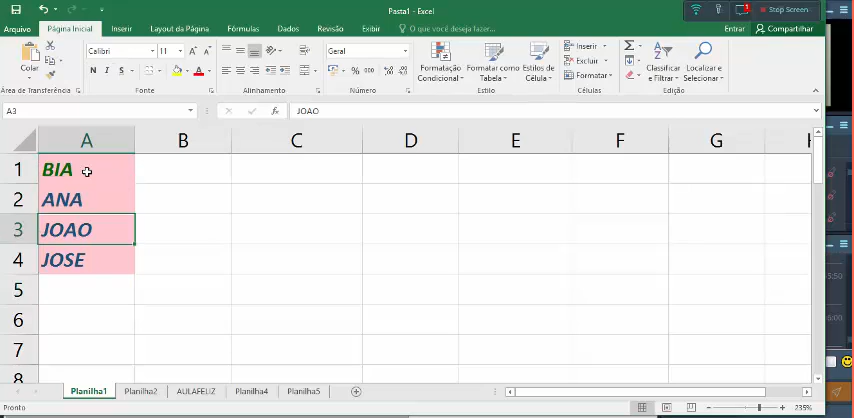 Pasta1 - Excel
Stop Screen
Arquivo Página Inicial Inserir Layout da Página Fórmulas Dados Revisão Exibir O que você deseja fazer... Entrar Compartilhar
Colar
Calibri 11
N I S
Geral
% 000
Formatação Condicional
Formatar como Tabela
Estilos de Célula
Inserir
Excluir
Formatar
Classificar e Filtrar
Localizar e Selecionar
Área de Transferência Fonte Alinhamento Número Estilo Células Edição
A3 fx JOAO
A B C D E F G H
1 BIA
2 ANA
3 JOAO
4 JOSE
5
6
7
8
Planilha1 Planilha2 AULAFELIZ Planilha4 Planilha5
Pronto 235%